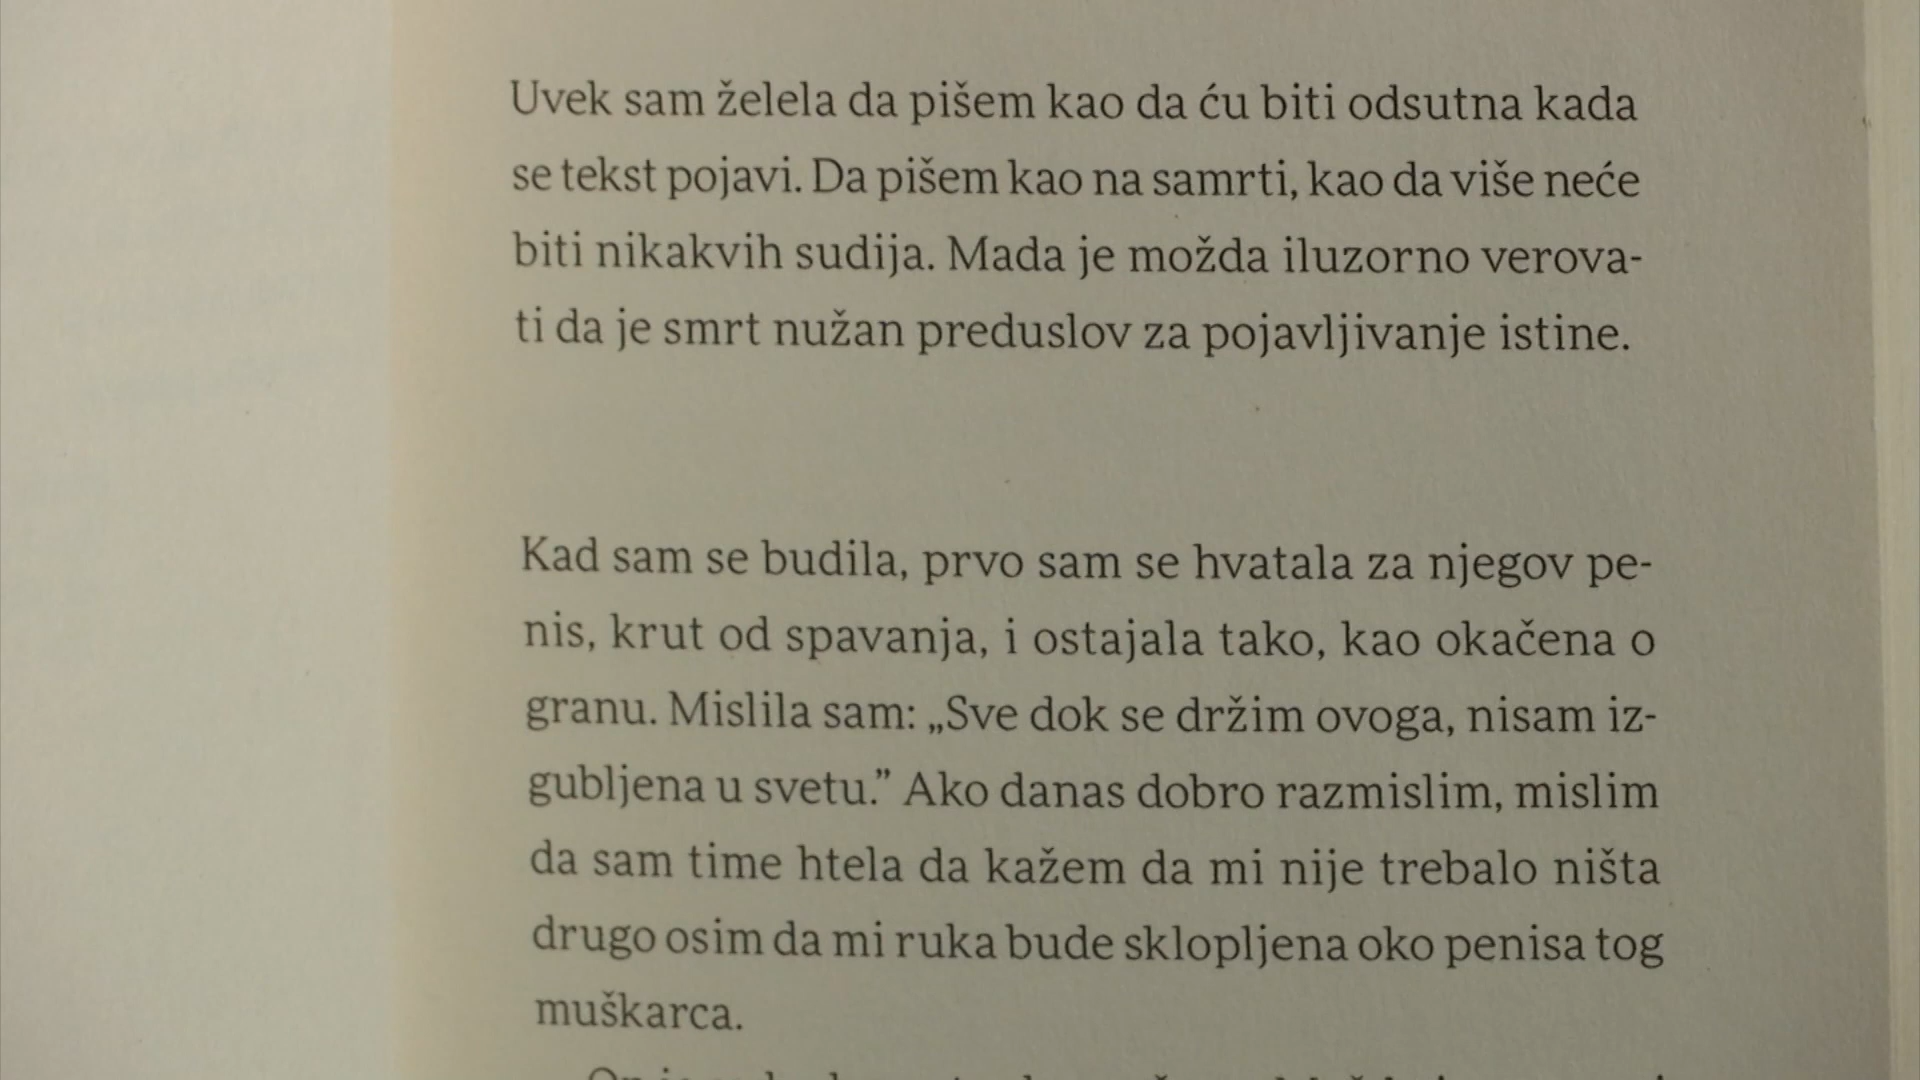 Uvek sam želela da pišem kao da ću biti odsutna kada
se tekst pojavi. Da pišem kao na samrti, kao da više neće
biti nikakvih sudija. Mada je možda iluzorno verova-
ti da je smrt nužan preduslov za pojavljivanje istine.
Kad sam se budila, prvo sam se hvatala za njegov pe-
nis, krut od spavanja, i ostajala tako, kao okačena o
granu. Mislila sam: „Sve dok se držim ovoga, nisam iz-
gubljena u svetu.” Ako danas dobro razmislim, mislim
da sam time htela da kažem da mi nije trebalo ništa
drugo osim da mi ruka bude sklopljena oko penisa tog
muškarca.